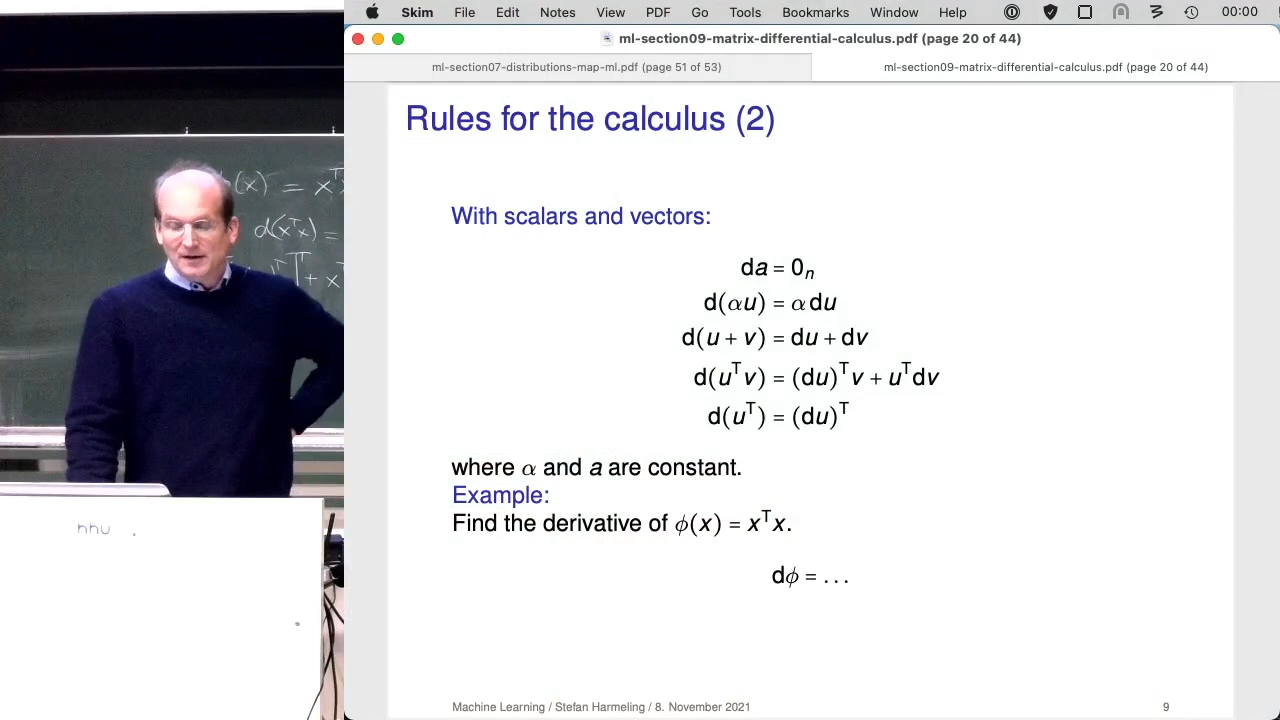 Skim File Edit Notes View PDF Go Tools Bookmarks Window Help 00:00
ml-section09-matrix-differential-calculus.pdf (page 20 of 44)
ml-section07-distributions-map-ml.pdf (page 51 of 53) ml-section09-matrix-differential-calculus.pdf (page 20 of 44)
Rules for the calculus (2)
With scalars and vectors:
da = 0ₙ
d(αu) = α du
d(u + v) = du + dv
d(uᵀv) = (du)ᵀv + uᵀdv
d(uᵀ) = (du)ᵀ
where α and a are constant.
Example:
Find the derivative of ϕ(x) = xᵀx.
dϕ = . . .
Machine Learning / Stefan Harmeling / 8. November 2021 9
(x) = xᵀ
d(xᵀx) =
ᵀ + xᵀ
hhu